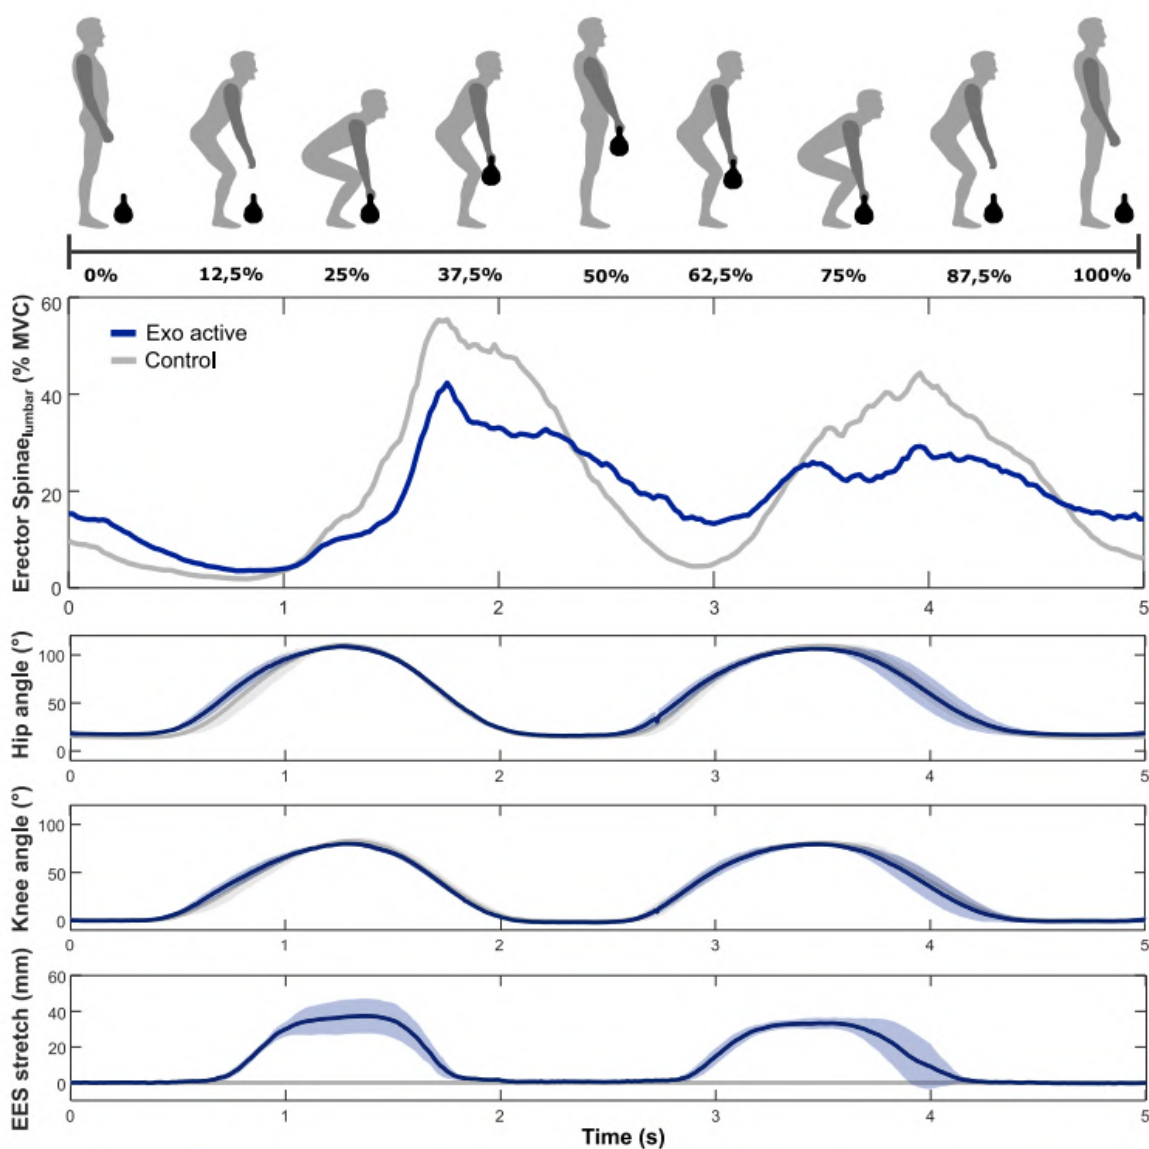 0% 12,5% 25% 37,5% 50% 62,5% 75% 87,5% 100%
Erector Spinae lumbar (% MVC)
60
40
20
0
Exo active
Control
0 1 2 3 4 5
Hip angle (°)
100
50
0
0 1 2 3 4 5
Knee angle (°)
100
50
0
0 1 2 3 4 5
EES stretch (mm)
60
40
20
0
0 1 2 3 4 5
Time (s)